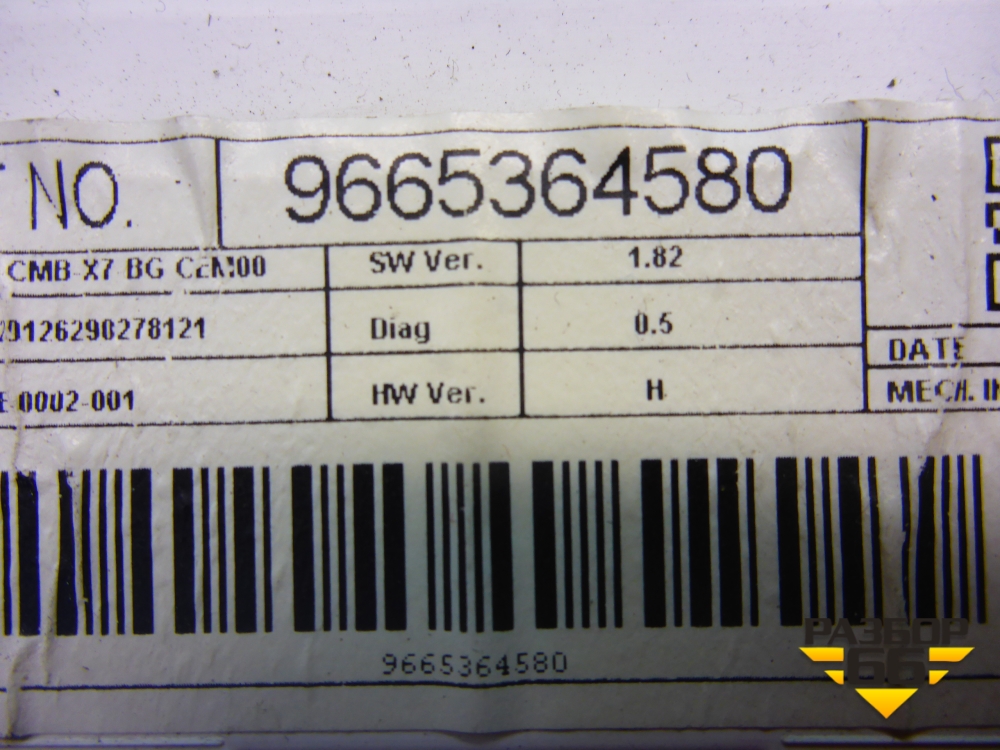 NO. 9665364580
CMB-X7 BG CEM00 SW Ver. 1.82
29126290278121 Diag 0.5
0002-001 HW Ver. H
DATE
MECH.
9665364580
РАЗБОР
66